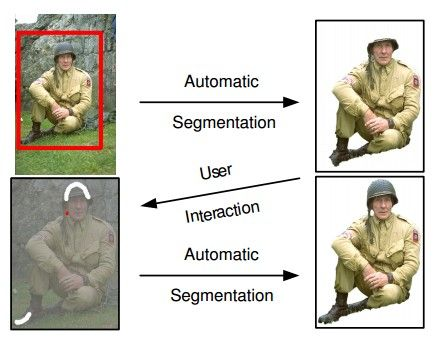 Automatic
Segmentation
User
Interaction
Automatic
Segmentation